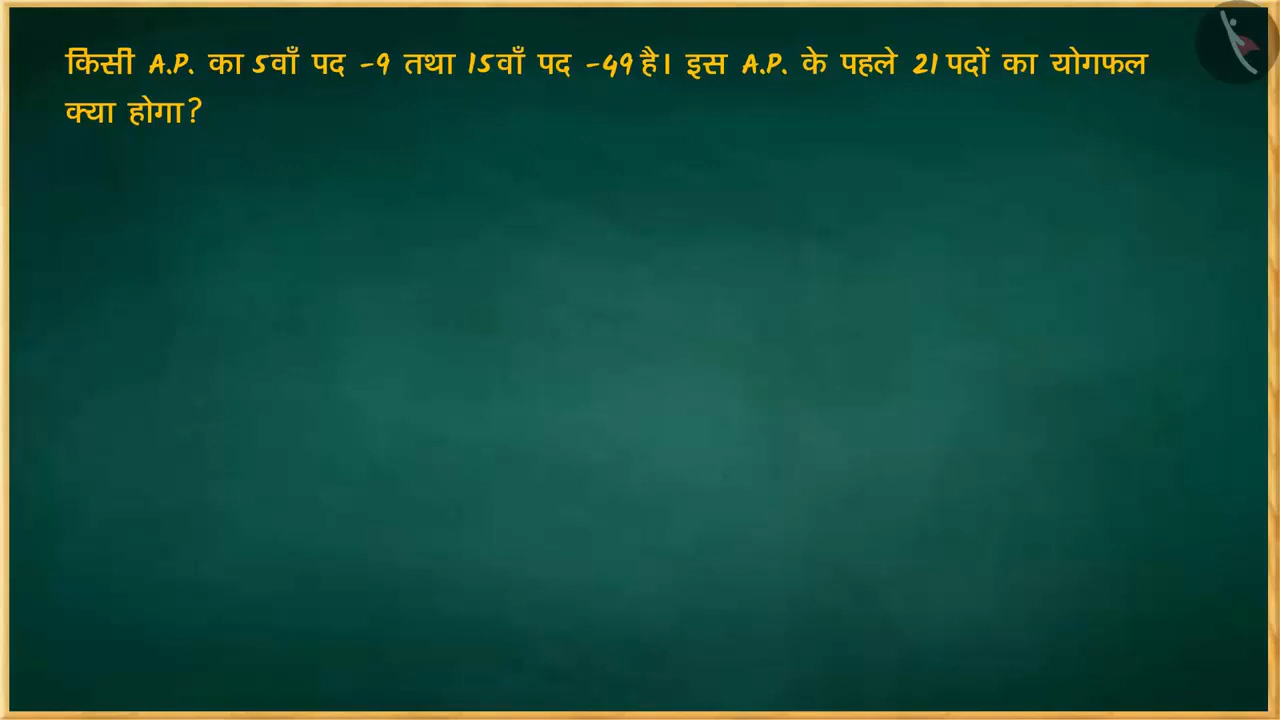 किसी A.P. का 5वाँ पद -9 तथा 15वाँ पद -49 है। इस A.P. के पहले 21 पदों का योगफल
क्या होगा?